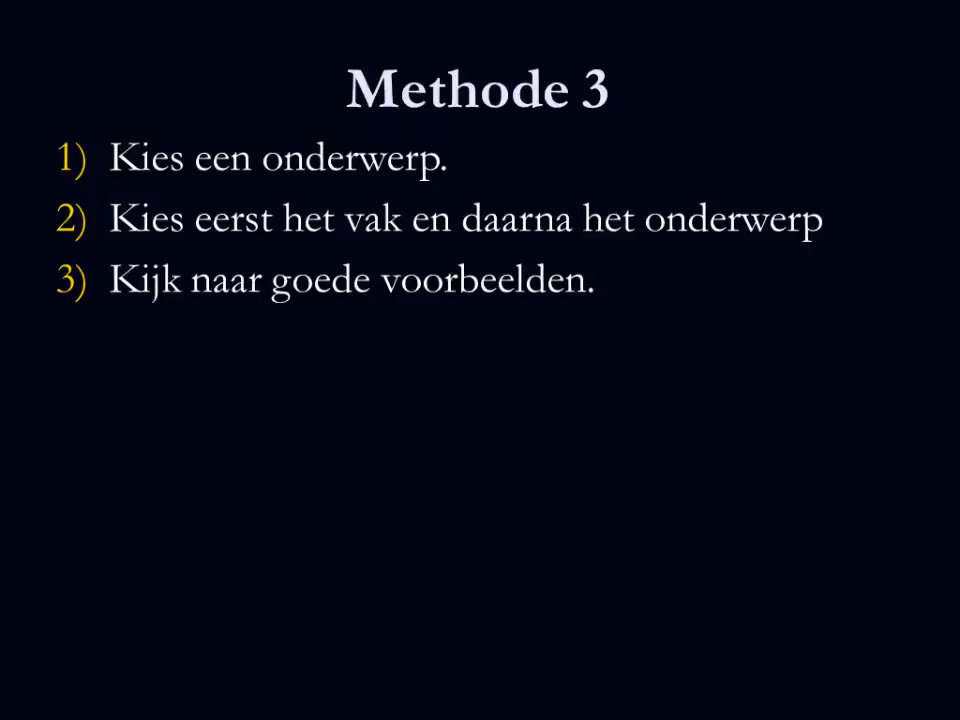 Methode 3
1) Kies een onderwerp.
2) Kies eerst het vak en daarna het onderwerp
3) Kijk naar goede voorbeelden.